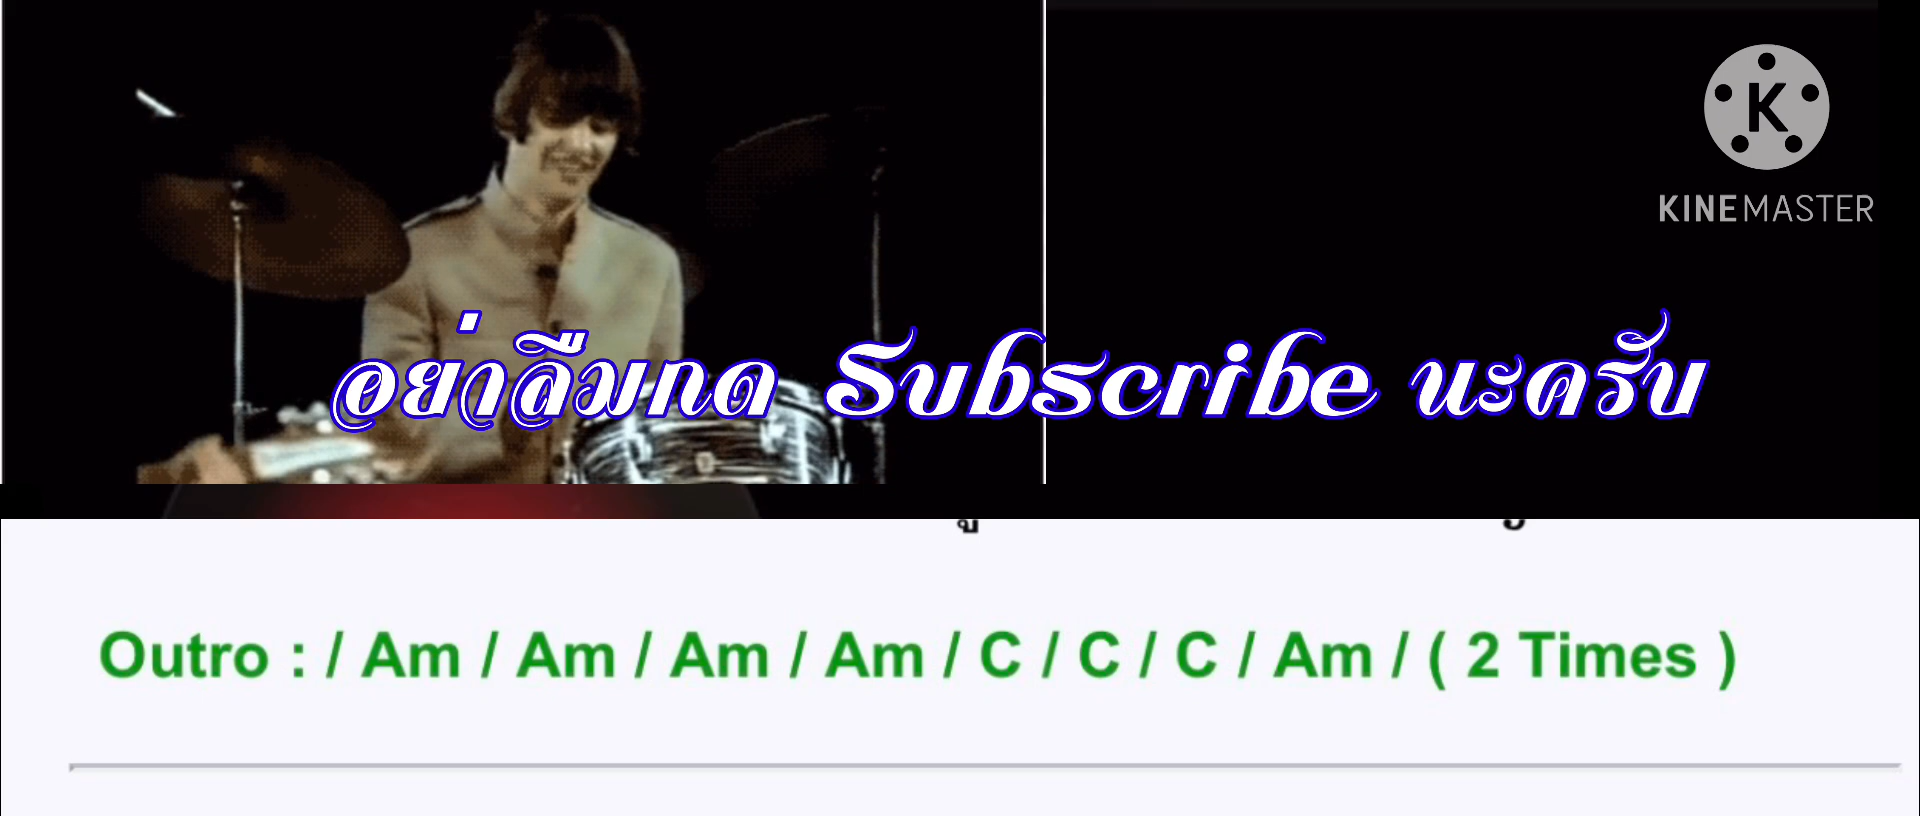 K
KINEMASTER
อย่าลืมกด Subscribe นะครับ
Outro : / Am / Am / Am / Am / C / C / C / Am / ( 2 Times )